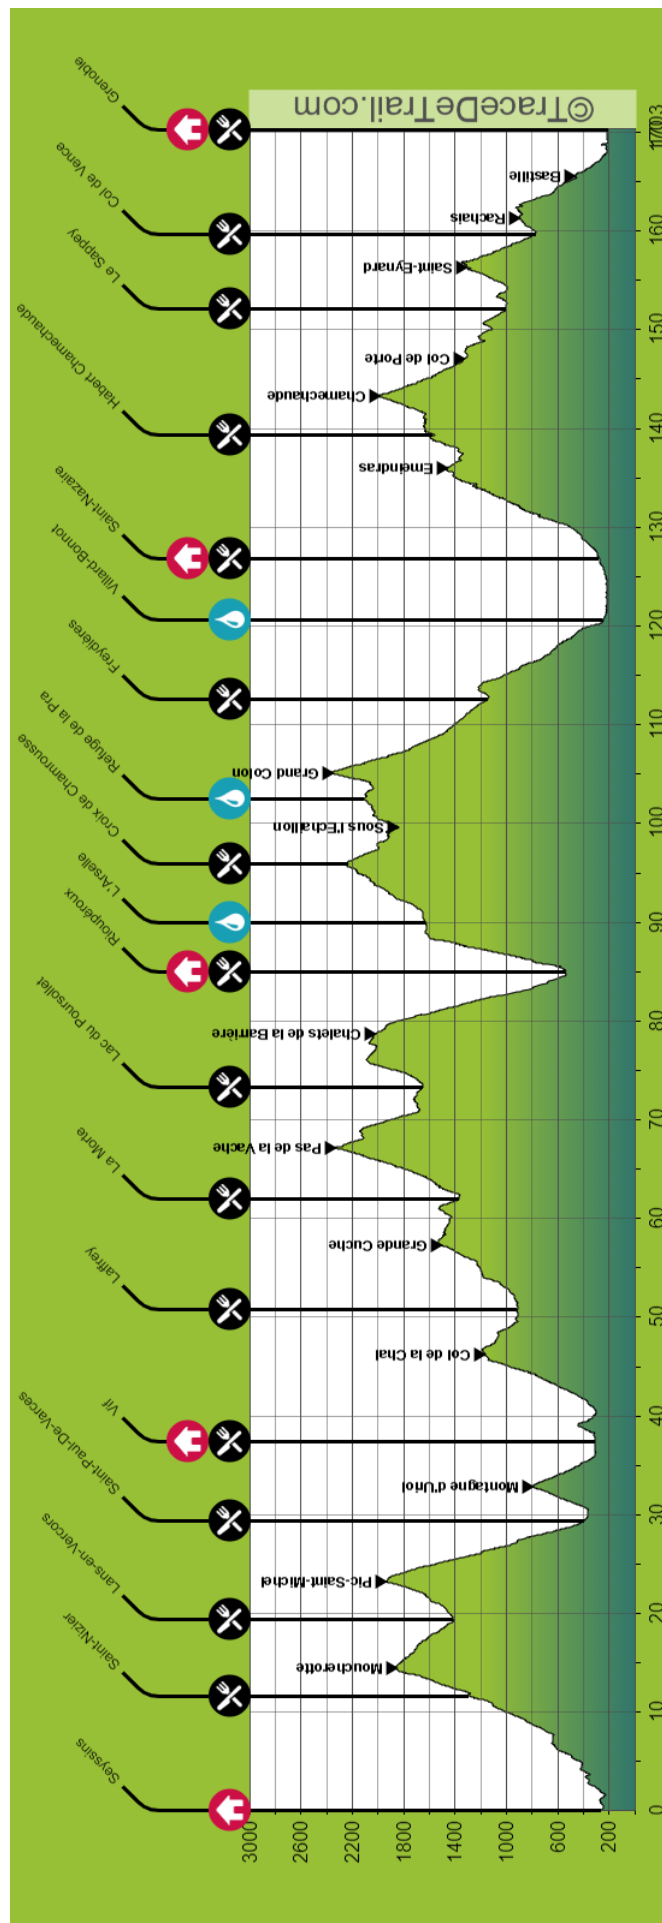 Seyssins
Saint-Nizier
Lans-en-Vercors
Saint-Paul-De-Varces
Vif
Laffrey
La Morte
Lac du Poursollet
Rioupéroux
L'Arselle
Croix de Chamrousse
Refuge de la Pra
Freydières
Villard-Bonnot
Saint-Nazaire
Habert Chamechaude
Le Sappey
Col de Vence
Grenoble
©TraceDeTrail.com
Moucherotte
Pic-Saint-Michel
Montagne d'Uriol
Col de la Chal
Grande Cuche
Pas de la Vache
Chalets de la Barrière
Sous l'Echaillon
Grand Colon
Emeindras
Chamechaude
Col de Porte
Saint-Eynard
Rachais
Bastille
3000
2600
2200
1800
1400
1000
600
200
0
10
20
30
40
50
60
70
80
90
100
110
120
130
140
150
160
170.3